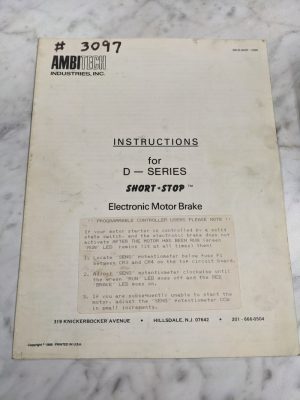 # 3097
AMBITECH
INDUSTRIES, INC.
INSTRUCTIONS
for
D — SERIES
SHORT-STOP™
Electronic Motor Brake
!! PROGRAMMABLE CONTROLLER USERS PLEASE NOTE !!
If your motor starter is controlled by a solid
state switch, and the electronic brake does not
activate AFTER THE MOTOR HAS BEEN RUN (Green
"RUN" LED remains lit at all times) then:
1. Locate 'SENS' potentiometer below fuse F1
between CR3 and CR4 on the top circuit board.
2. Adjust 'SENS' potentiometer clockwise until
the Green "RUN" LED goes off and the RED
"BRAKE" LED goes on.
3. If you are subsequently unable to start the
motor, adjust the 'SENS' potentiometer CCW
in small increments.
319 KNICKERBOCKER AVENUE • HILLSDALE, N.J. 07642 • 201 - 666-8564
PRINTED IN U.S.A.